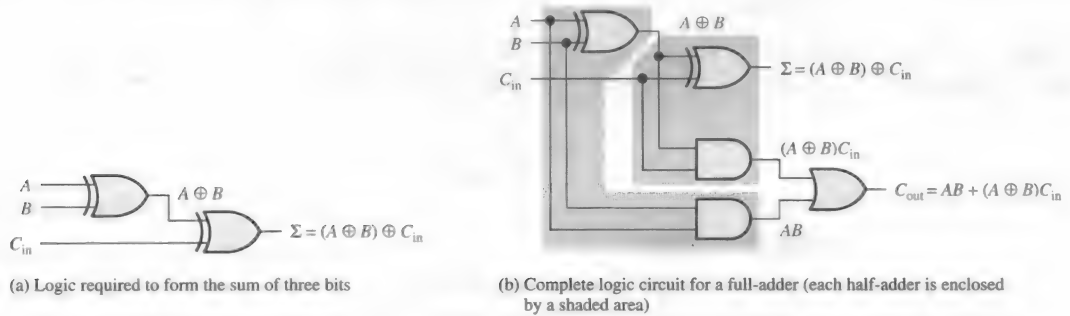 A
B
C_in
A ⊕ B
Σ = (A ⊕ B) ⊕ C_in
(a) Logic required to form the sum of three bits
A
B
C_in
A ⊕ B
Σ = (A ⊕ B) ⊕ C_in
(A ⊕ B)C_in
C_out = AB + (A ⊕ B)C_in
AB
(b) Complete logic circuit for a full-adder (each half-adder is enclosed
by a shaded area)